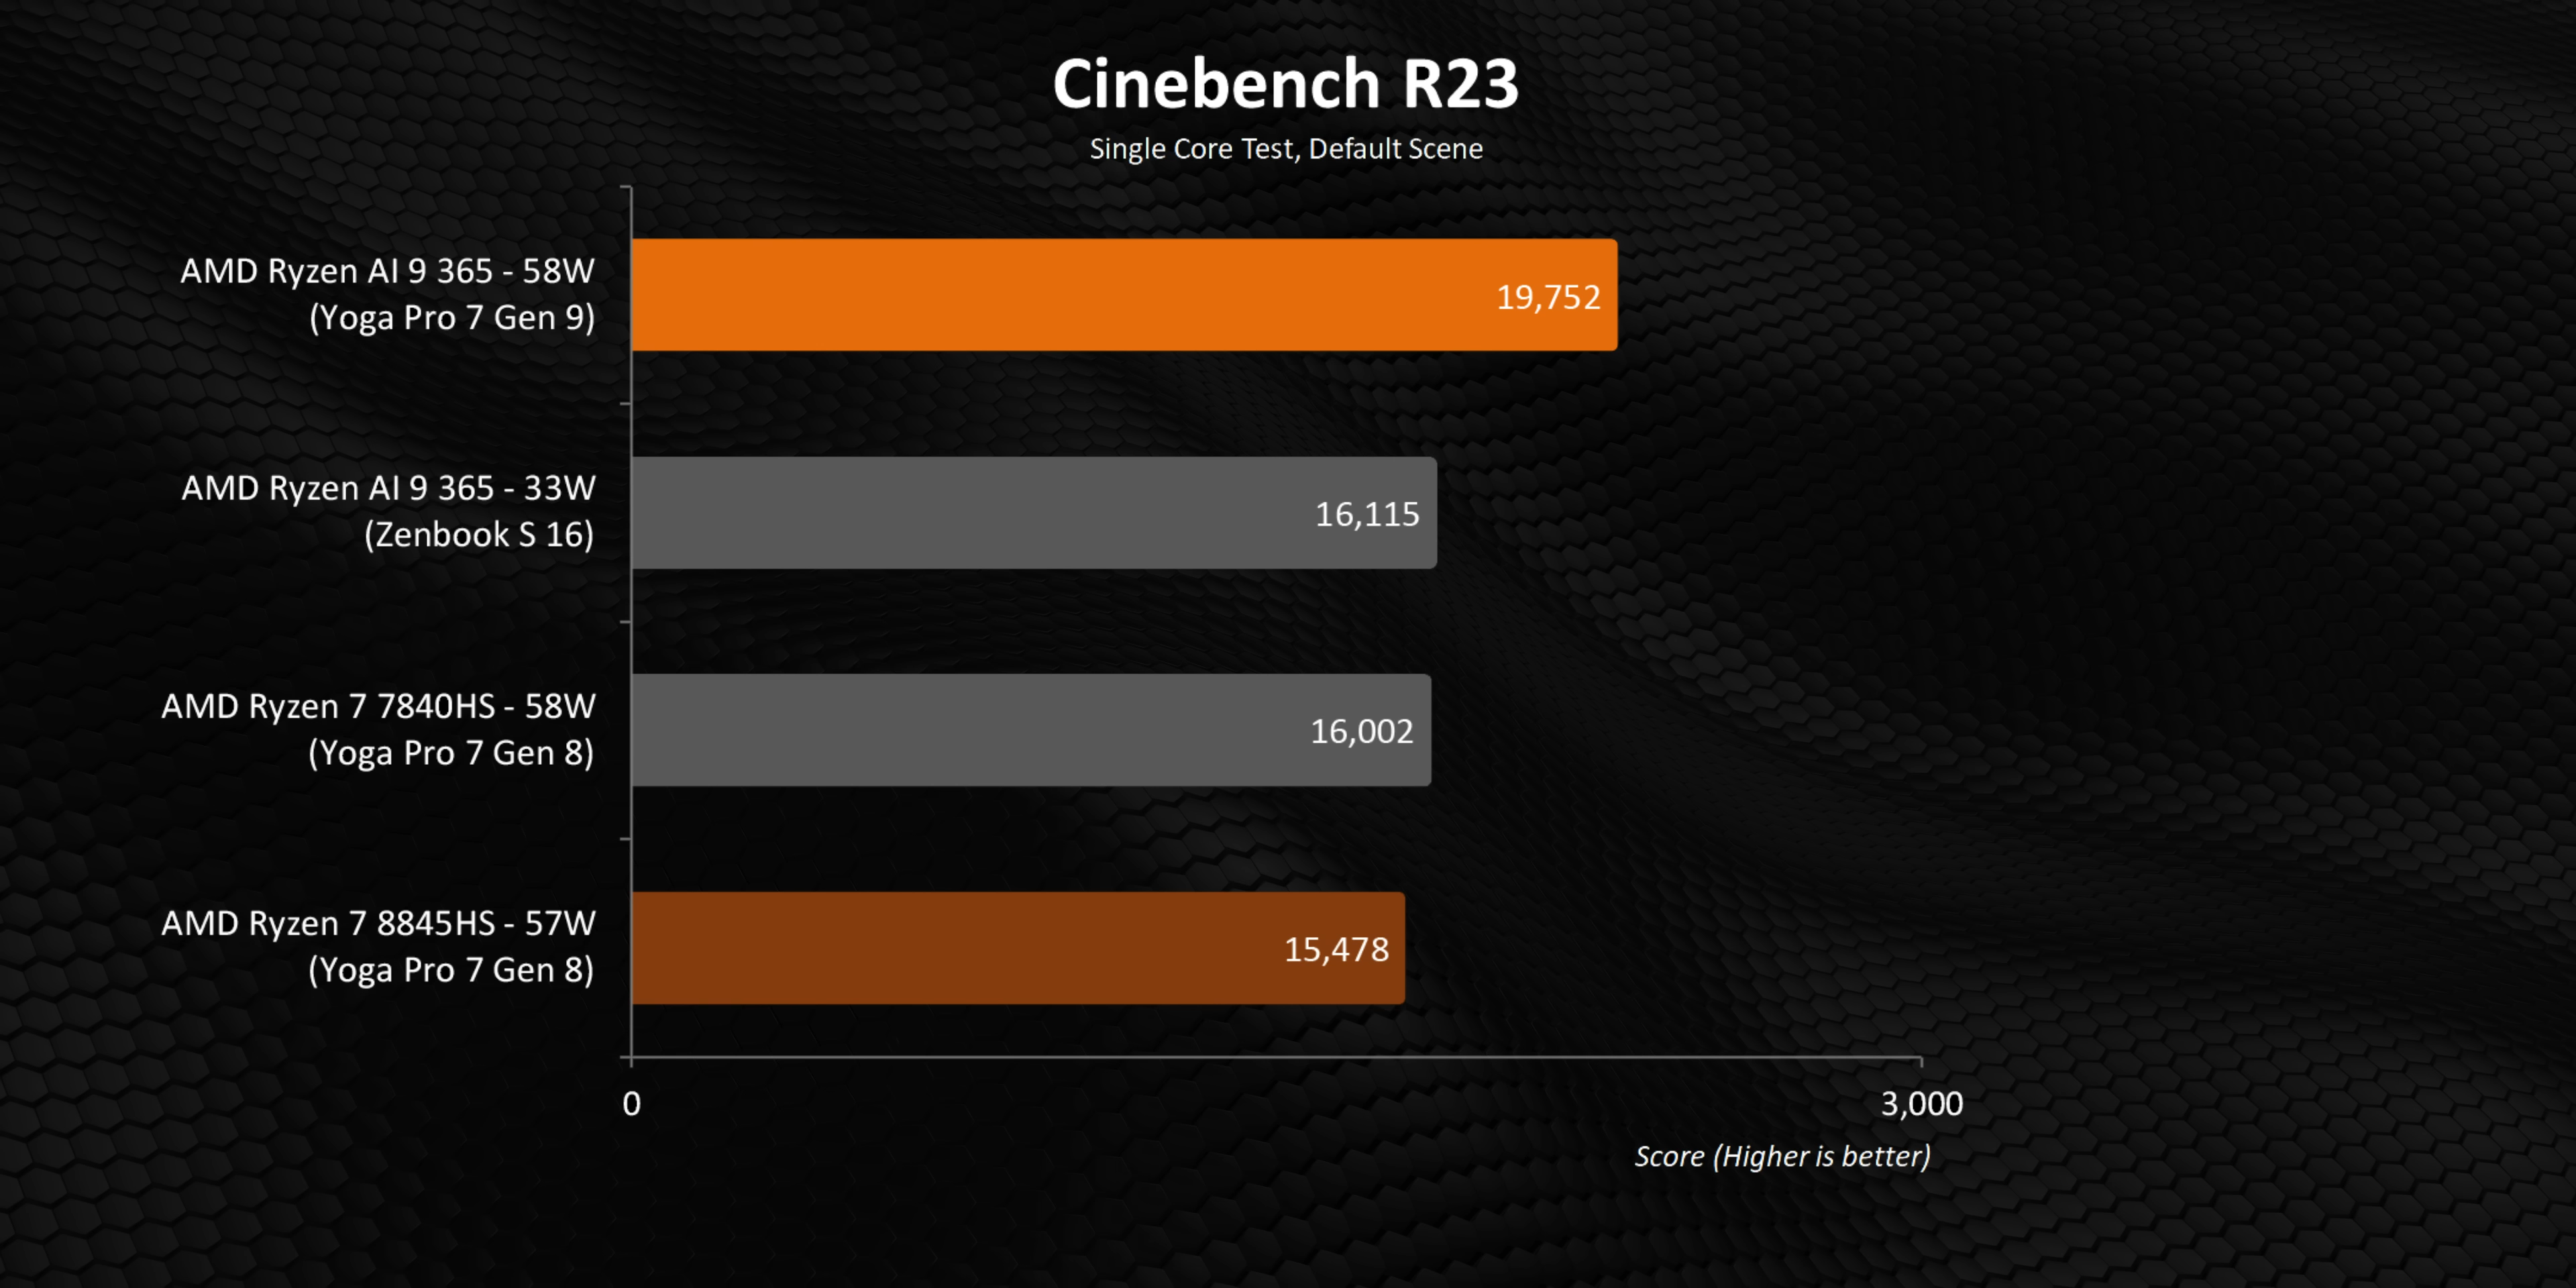 Cinebench R23
Single Core Test, Default Scene
AMD Ryzen AI 9 365 - 58W
(Yoga Pro 7 Gen 9)
19,752
AMD Ryzen AI 9 365 - 33W
(Zenbook S 16)
16,115
AMD Ryzen 7 7840HS - 58W
(Yoga Pro 7 Gen 8)
16,002
AMD Ryzen 7 8845HS - 57W
(Yoga Pro 7 Gen 8)
15,478
0
3,000
Score (Higher is better)